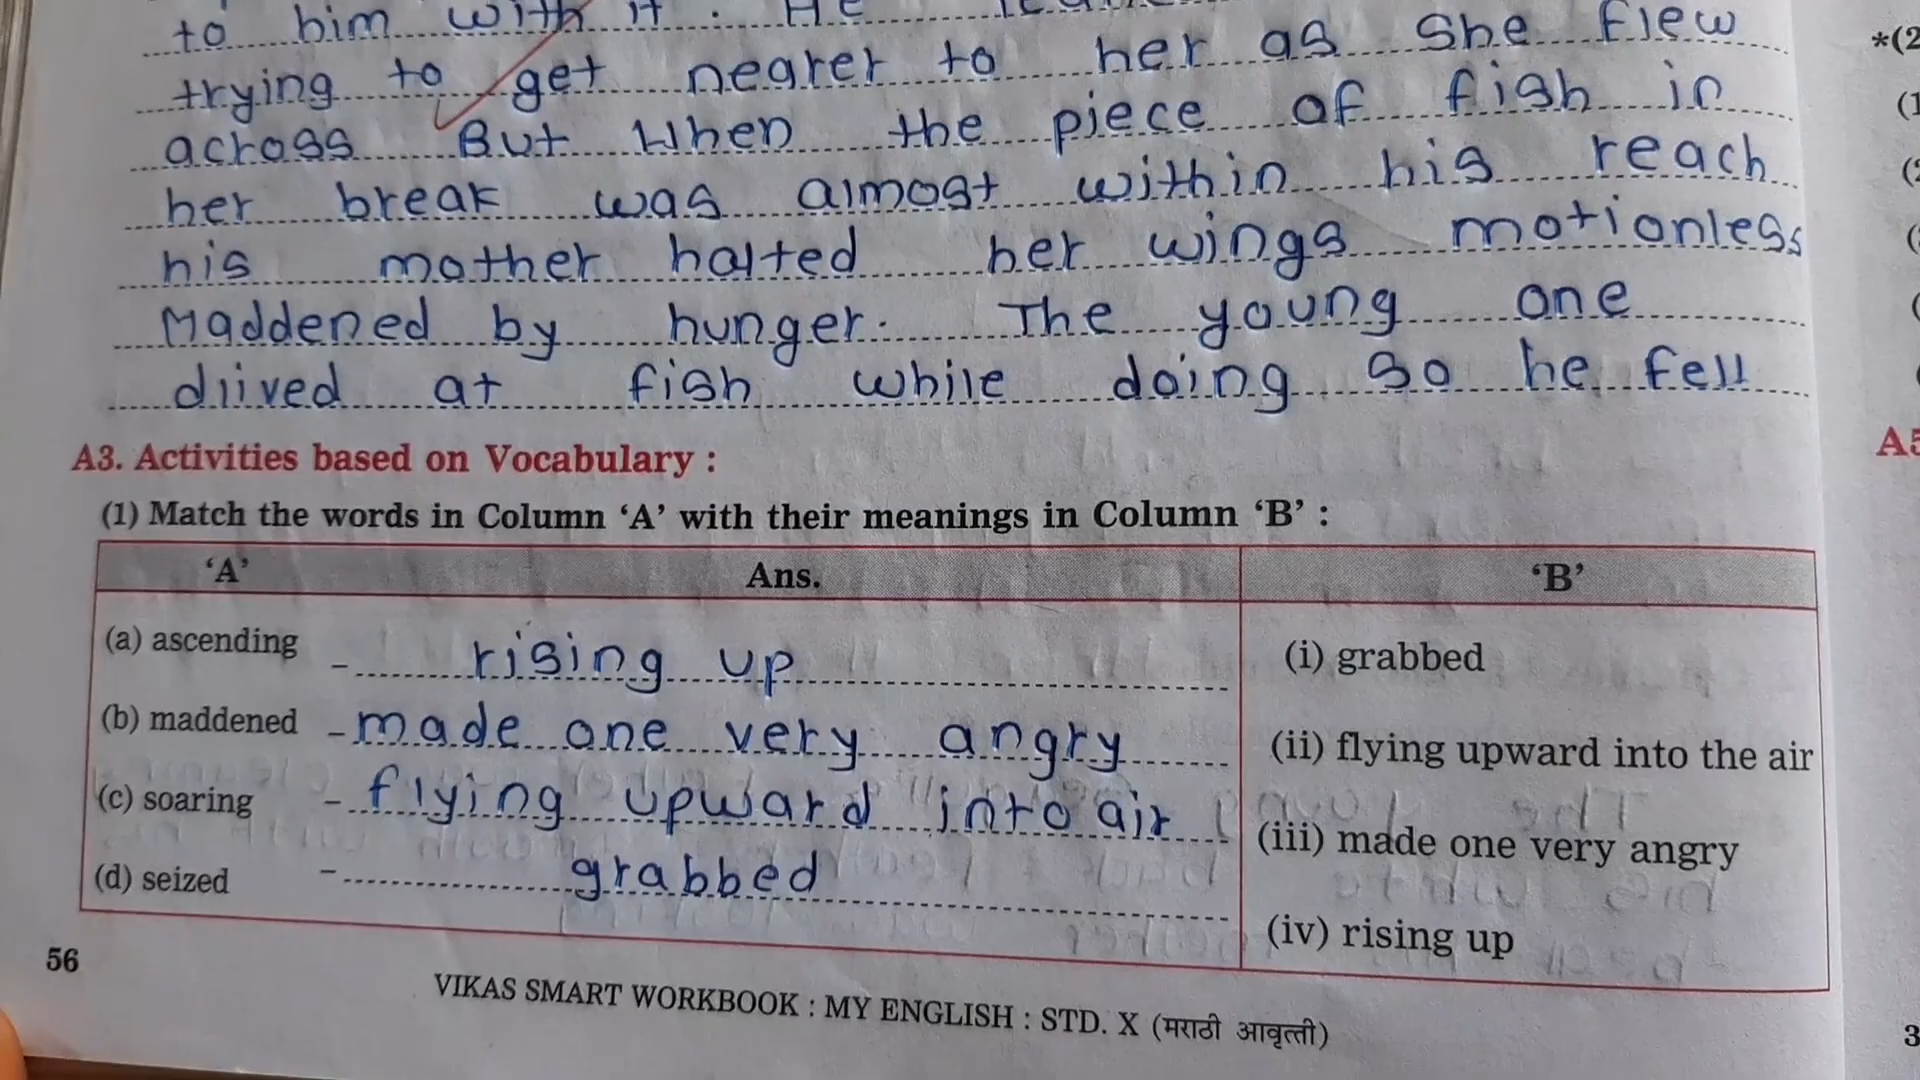 to him with it. He
trying to get nearer to her as she flew
across But When the piece of fish in
her break was almost within his reach
his mother halted her wings motionless
Maddened by hunger. The young one
diived at fish while doing so he fell
A3. Activities based on Vocabulary :
(1) Match the words in Column ‘A’ with their meanings in Column ‘B’ :
‘A’ Ans. ‘B’
(a) ascending - rising up (i) grabbed
(b) maddened - made one very angry (ii) flying upward into the air
(c) soaring - flying upward into air (iii) made one very angry
(d) seized - grabbed (iv) rising up
56
VIKAS SMART WORKBOOK : MY ENGLISH : STD. X (मराठी आवृत्ती)
*(2
(1
A5
3